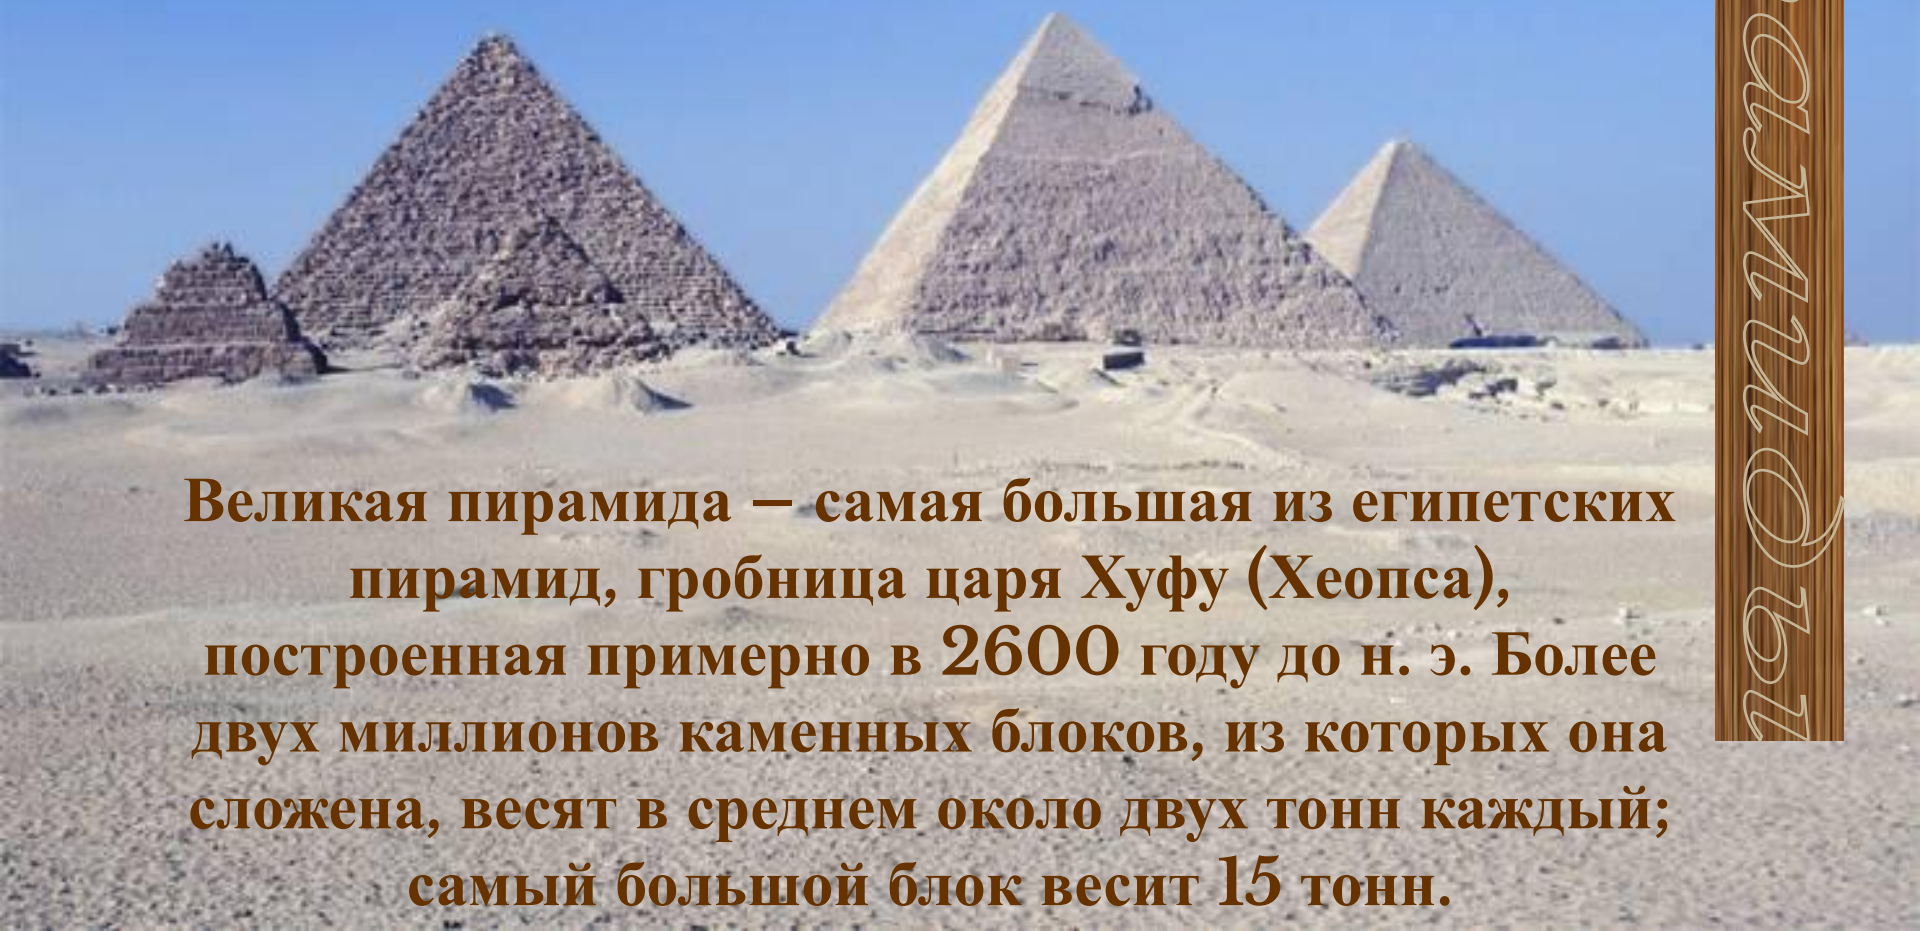 Великая пирамида – самая большая из египетских
пирамид, гробница царя Хуфу (Хеопса),
построенная примерно в 2600 году до н. э. Более
двух миллионов каменных блоков, из которых она
сложена, весят в среднем около двух тонн каждый;
самый большой блок весит 15 тонн.
амиды